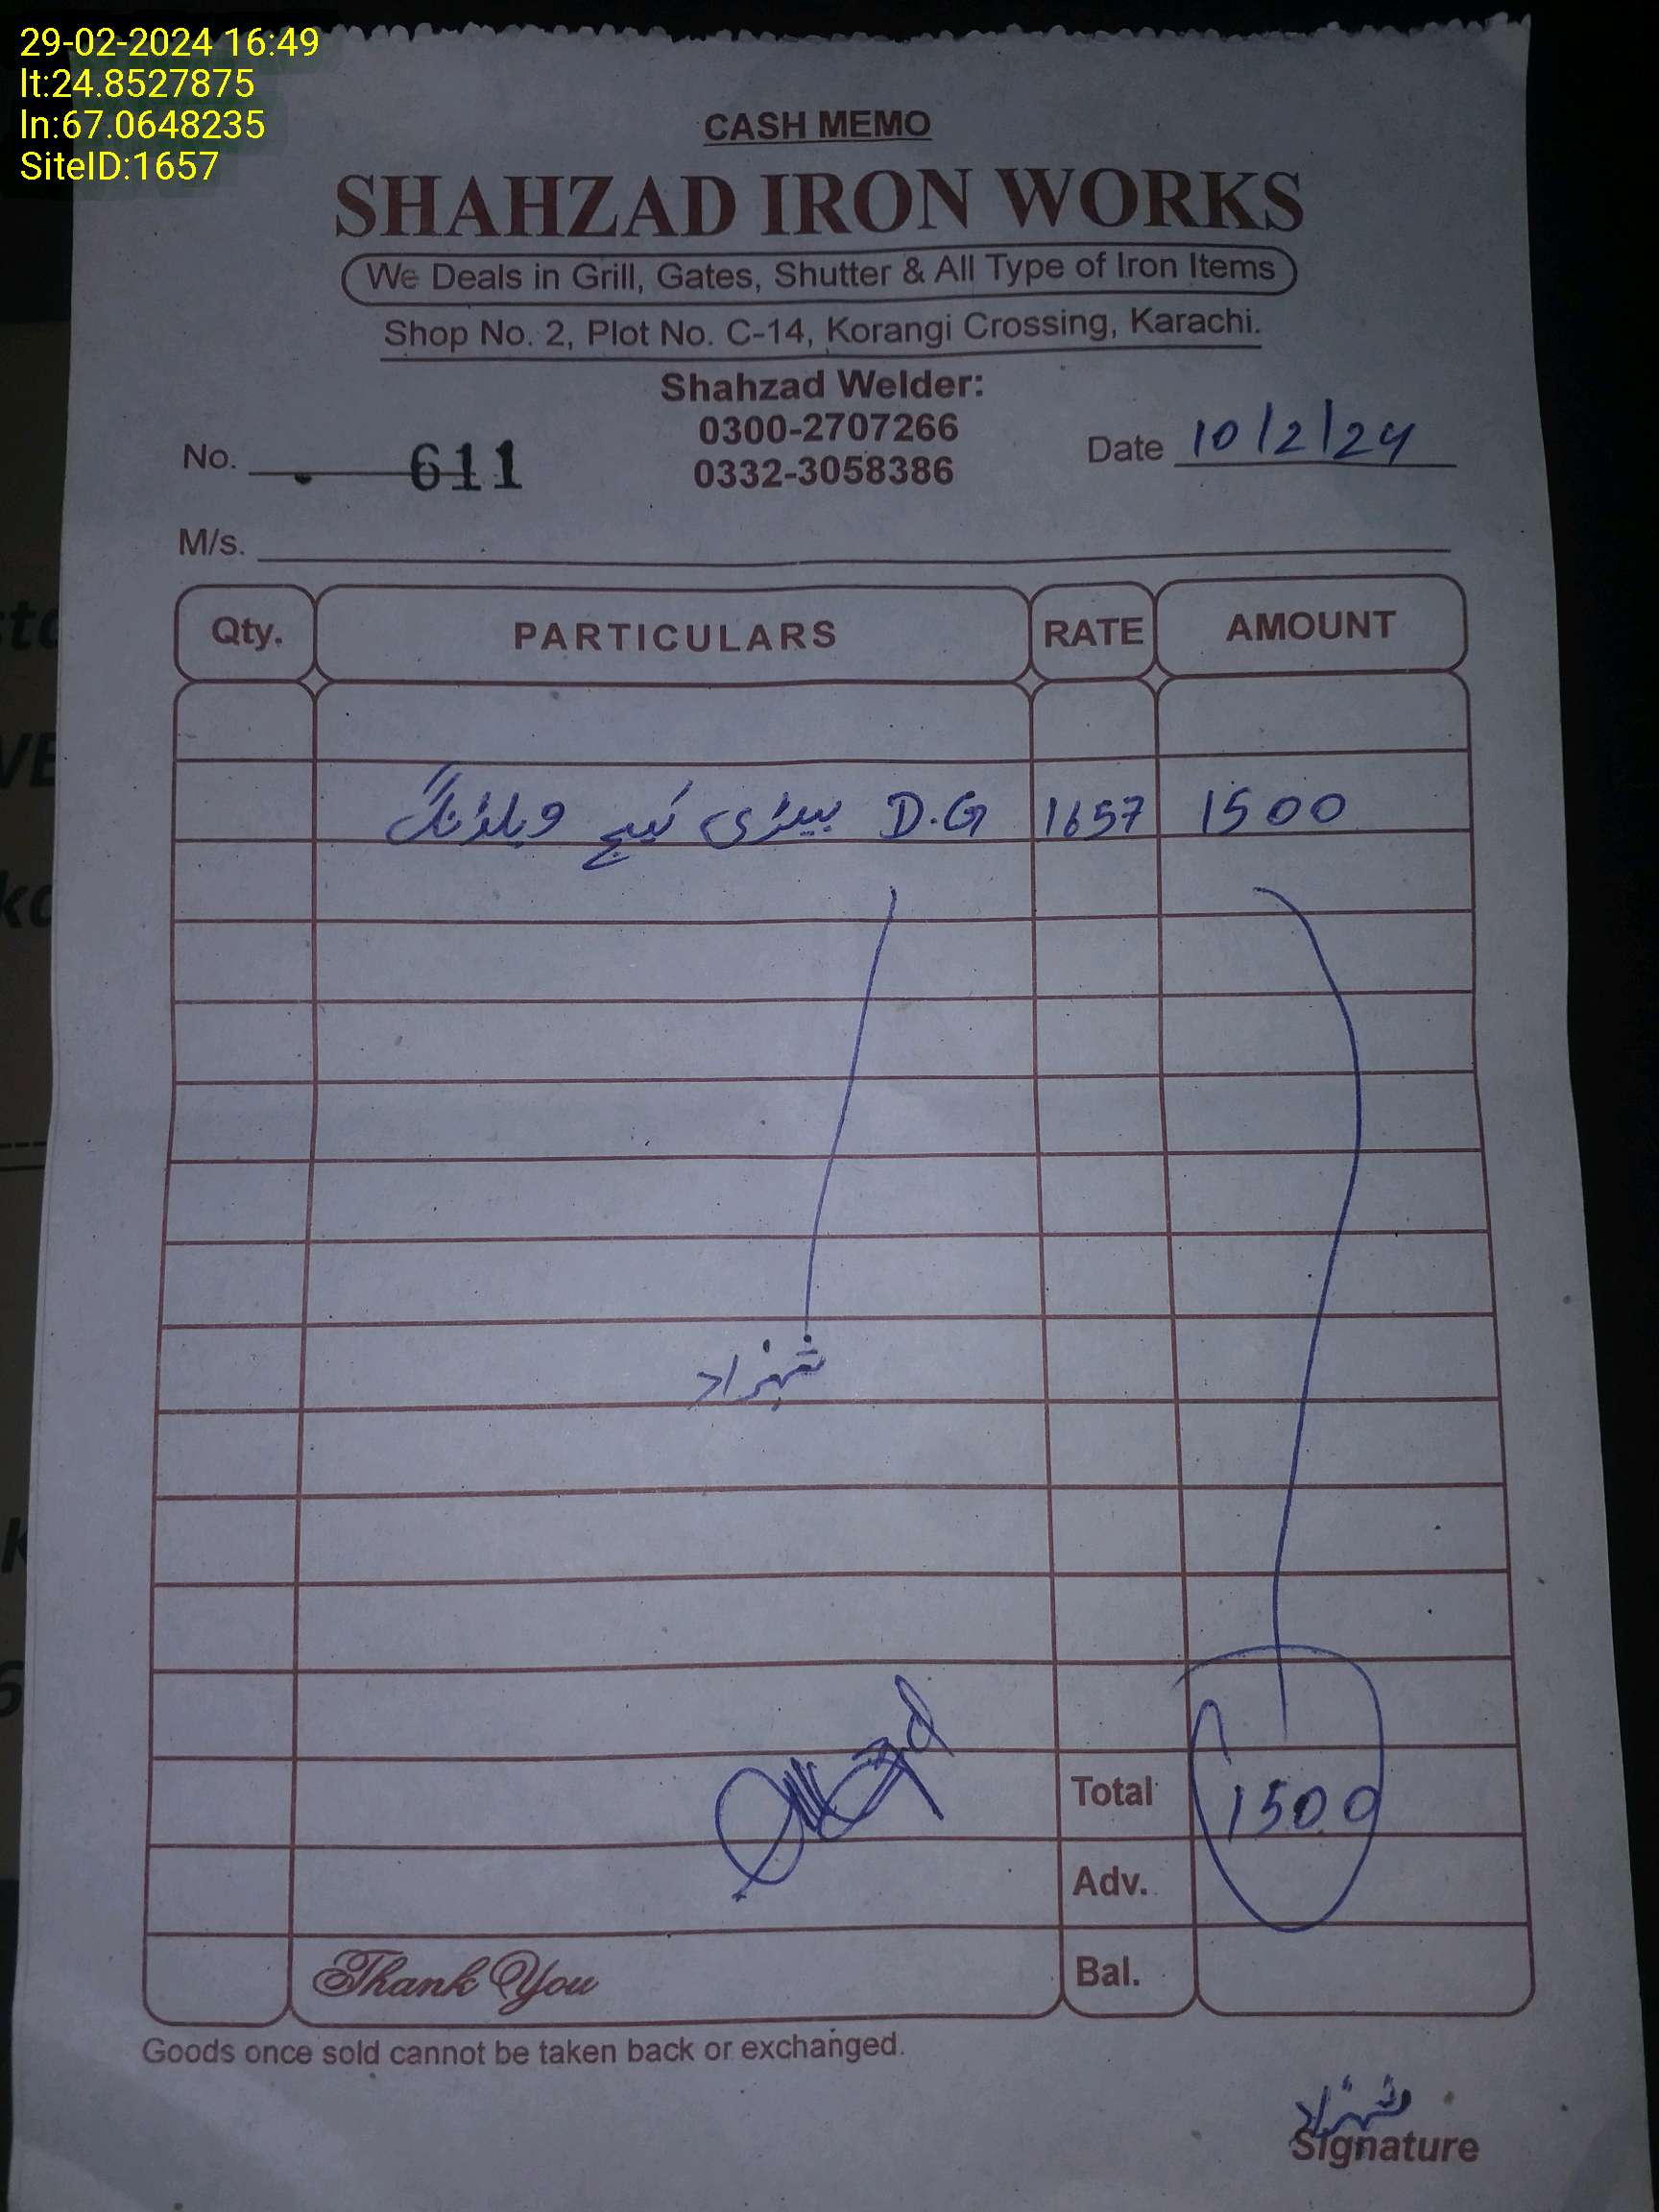 29-02-2024 16:49
lt:24.8527875
ln:67.0648235
SiteID:1657
CASH MEMO
SHAHZAD IRON WORKS
We Deals in Grill, Gates, Shutter & All Type of Iron Items
Shop No. 2, Plot No. C-14, Korangi Crossing, Karachi.
Shahzad Welder:
0300-2707266
0332-3058386
No. 611
Date 10/2/24
M/s.
Qty. PARTICULARS RATE AMOUNT
D.G بیٹری کیج ویلڈنگ 1657 1500
شہزاد
Total 1500
Adv.
Bal.
Thank You
Goods once sold cannot be taken back or exchanged.
شہزاد
Signature